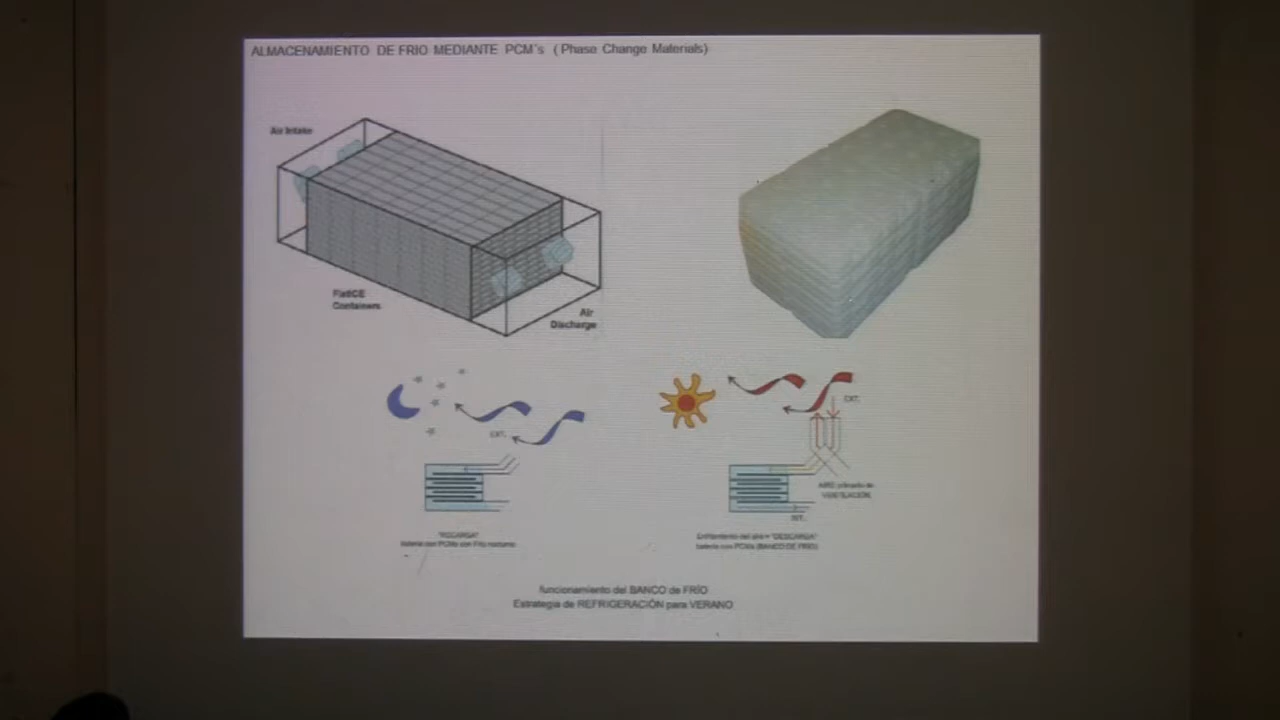 ALMACENAMIENTO DE FRIO MEDIANTE PCM's (Phase Change Materials)
Air Intake
FlatICE
Containers
Air
Discharge
EXT.
EXT.
AIRE primario de
VENTILACIÓN
INT.
"RECARGA"
batería con PCMs con Frío nocturno
Enfriamiento del aire = "DESCARGA"
batería con PCMs (BANCO DE FRÍO)
funcionamiento del BANCO de FRÍO
Estrategia de REFRIGERACIÓN para VERANO